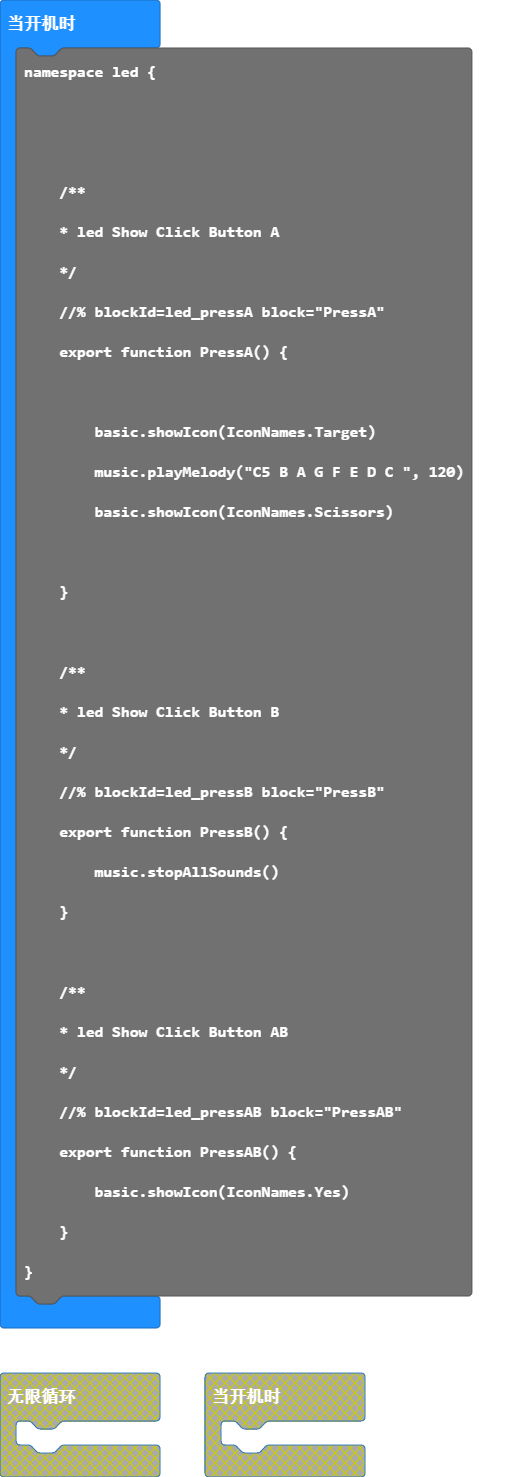 当开机时
namespace led {
/**
* led Show Click Button A
*/
//% blockId=led_pressA block="PressA"
export function PressA() {
basic.showIcon(IconNames.Target)
music.playMelody("C5 B A G F E D C ", 120)
basic.showIcon(IconNames.Scissors)
}
/**
* led Show Click Button B
*/
//% blockId=led_pressB block="PressB"
export function PressB() {
music.stopAllSounds()
}
/**
* led Show Click Button AB
*/
//% blockId=led_pressAB block="PressAB"
export function PressAB() {
basic.showIcon(IconNames.Yes)
}
}
无限循环
当开机时